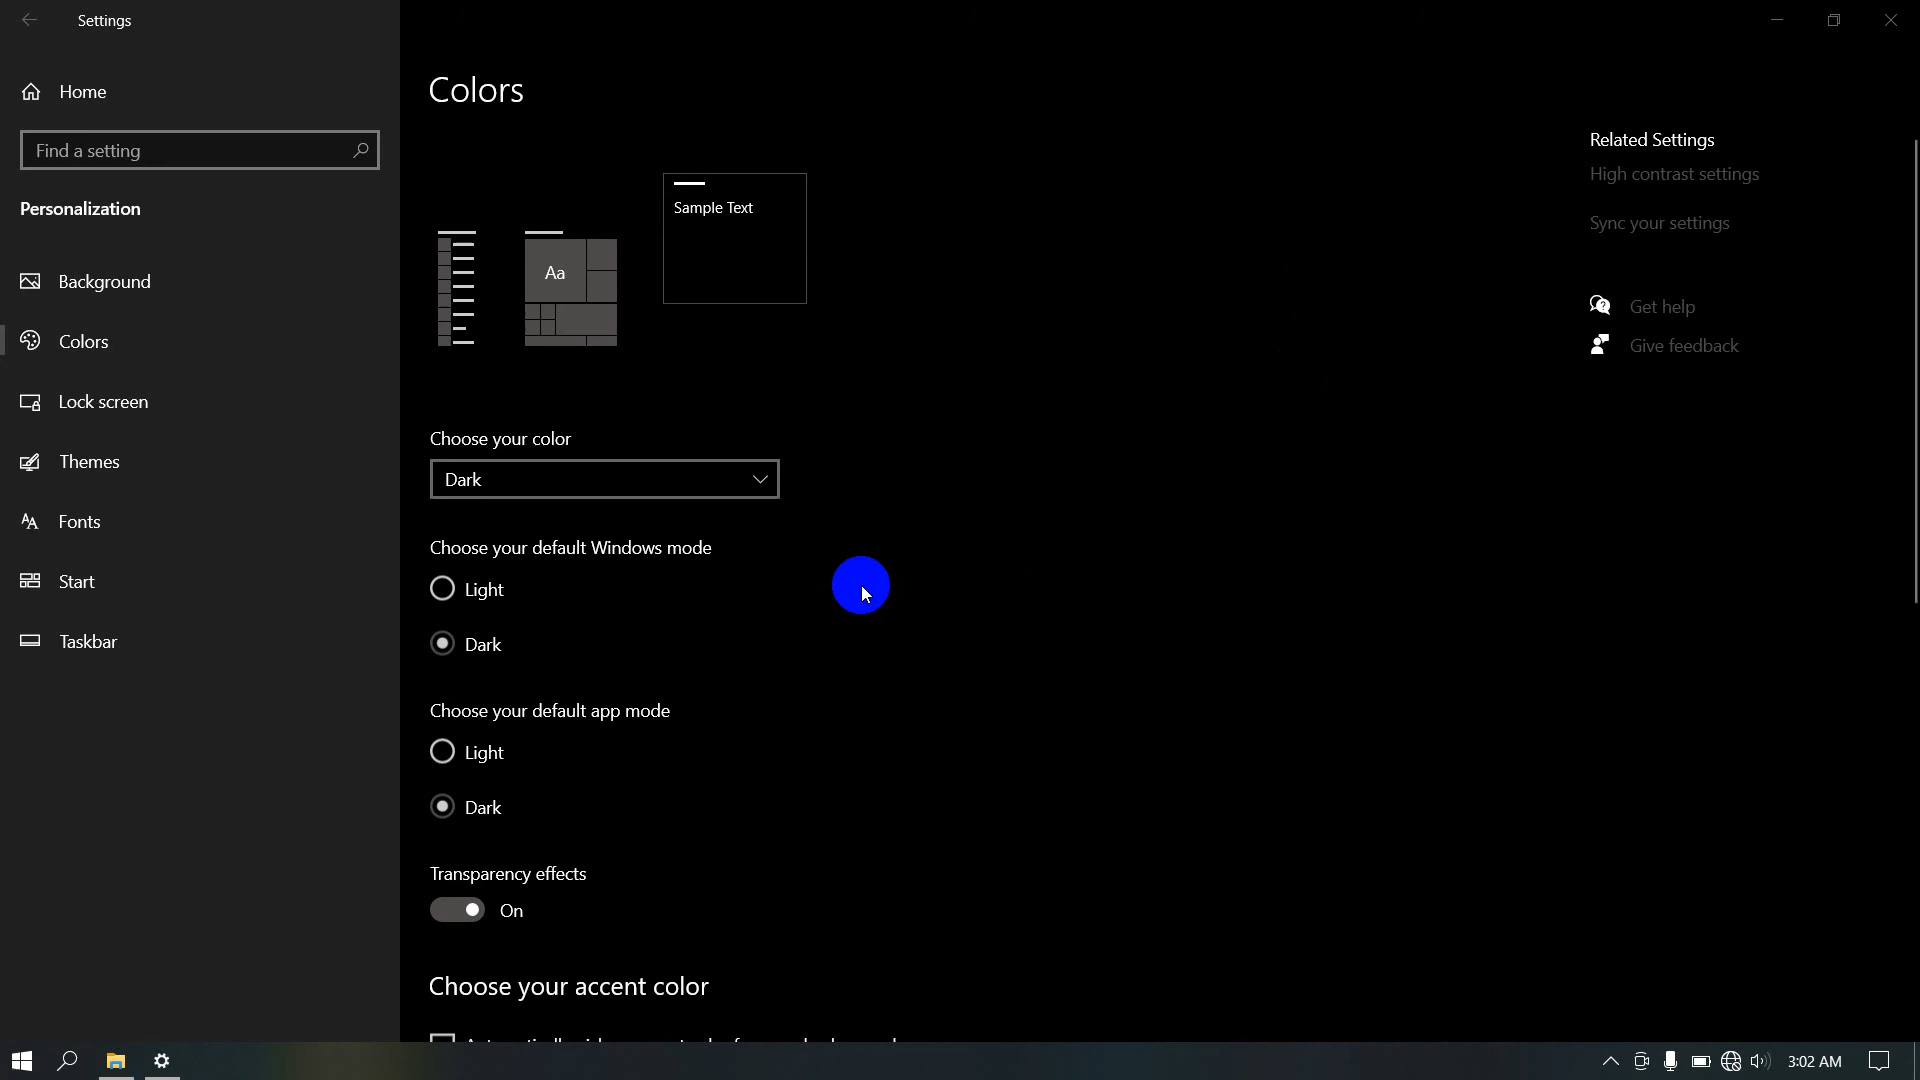 Settings
Home
Find a setting
Personalization
Background
Colors
Lock screen
Themes
Fonts
Start
Taskbar
Colors
Sample Text
Aa
Choose your color
Dark
Choose your default Windows mode
Light
Dark
Choose your default app mode
Light
Dark
Transparency effects
On
Choose your accent color
Related Settings
High contrast settings
Sync your settings
Get help
Give feedback
3:02 AM